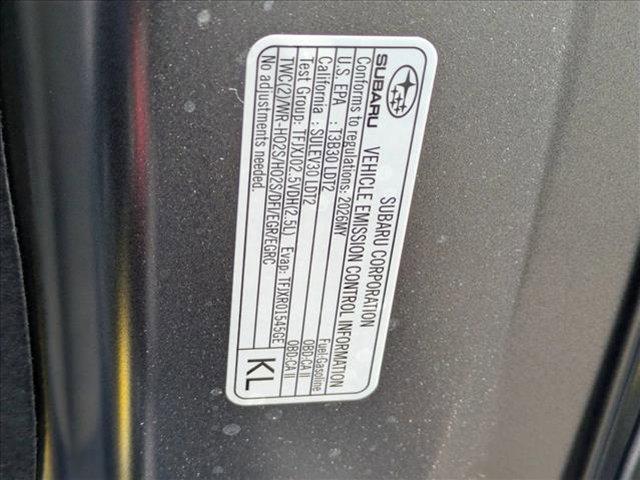 SUBARU
SUBARU CORPORATION
VEHICLE EMISSION CONTROL INFORMATION
Conforms to regulations: 2026MY Fuel:Gasoline
U.S. EPA : T3B30 LDT2 OBD:CA II
California : SULEV30 LDT2 OBD:CA II
Test Group: TFJXJ02.5VDH(2.5L) Evap: TFJXR01545GE
TWC(2)/WR-HO2S/HO2S/DFI/EGR/EGRC
No adjustments needed.
KL